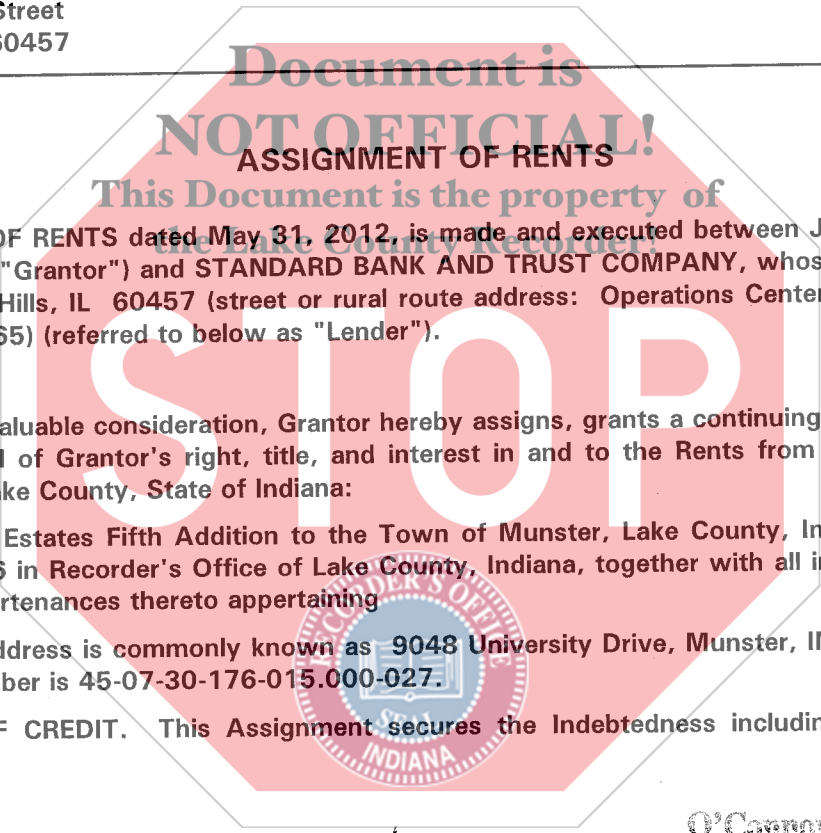 Street
60457
Document is
NOT OFFICIAL!
ASSIGNMENT OF RENTS
This Document is the property of
the Lake County Recorder!
OF RENTS dated May 31, 2012, is made and executed between J
"Grantor") and STANDARD BANK AND TRUST COMPANY, whos
Hills, IL 60457 (street or rural route address: Operations Center
65) (referred to below as "Lender").
STOP
aluable consideration, Grantor hereby assigns, grants a continuing
of Grantor's right, title, and interest in and to the Rents from
ke County, State of Indiana:
Estates Fifth Addition to the Town of Munster, Lake County, In
6 in Recorder's Office of Lake County, Indiana, together with all i
rtenances thereto appertaining
ddress is commonly known as 9048 University Drive, Munster, I
ber is 45-07-30-176-015.000-027.
F CREDIT. This Assignment secures the Indebtedness includin
RECORDER'S OFFICE
SEAL
INDIANA